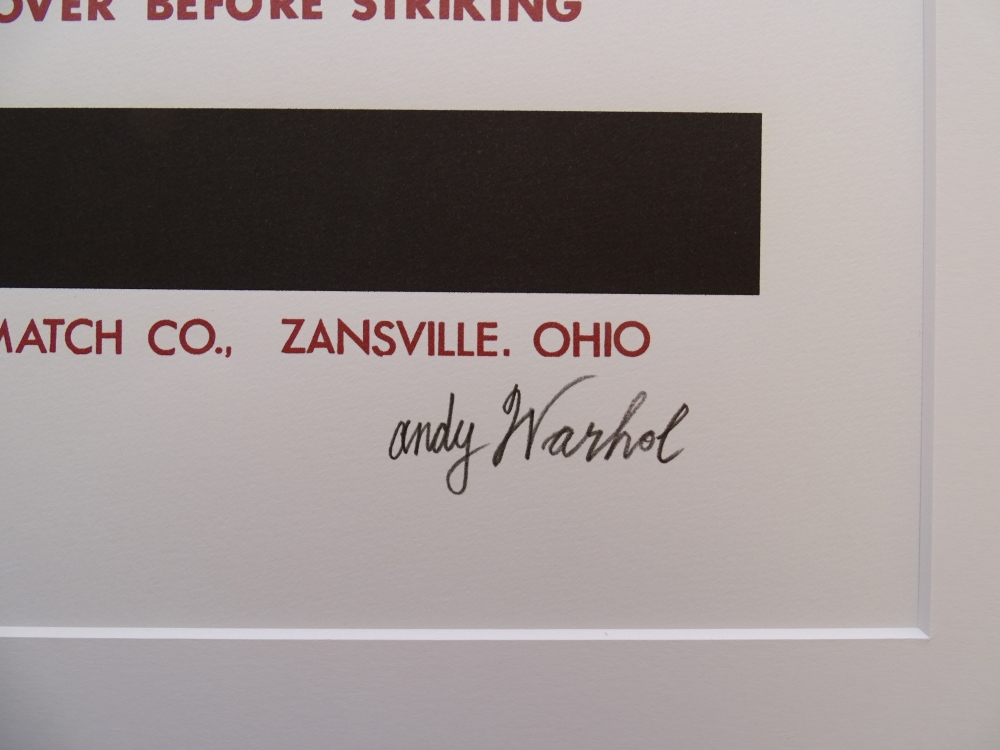 OVER BEFORE STRIKING
MATCH CO., ZANSVILLE. OHIO
andy Warhol